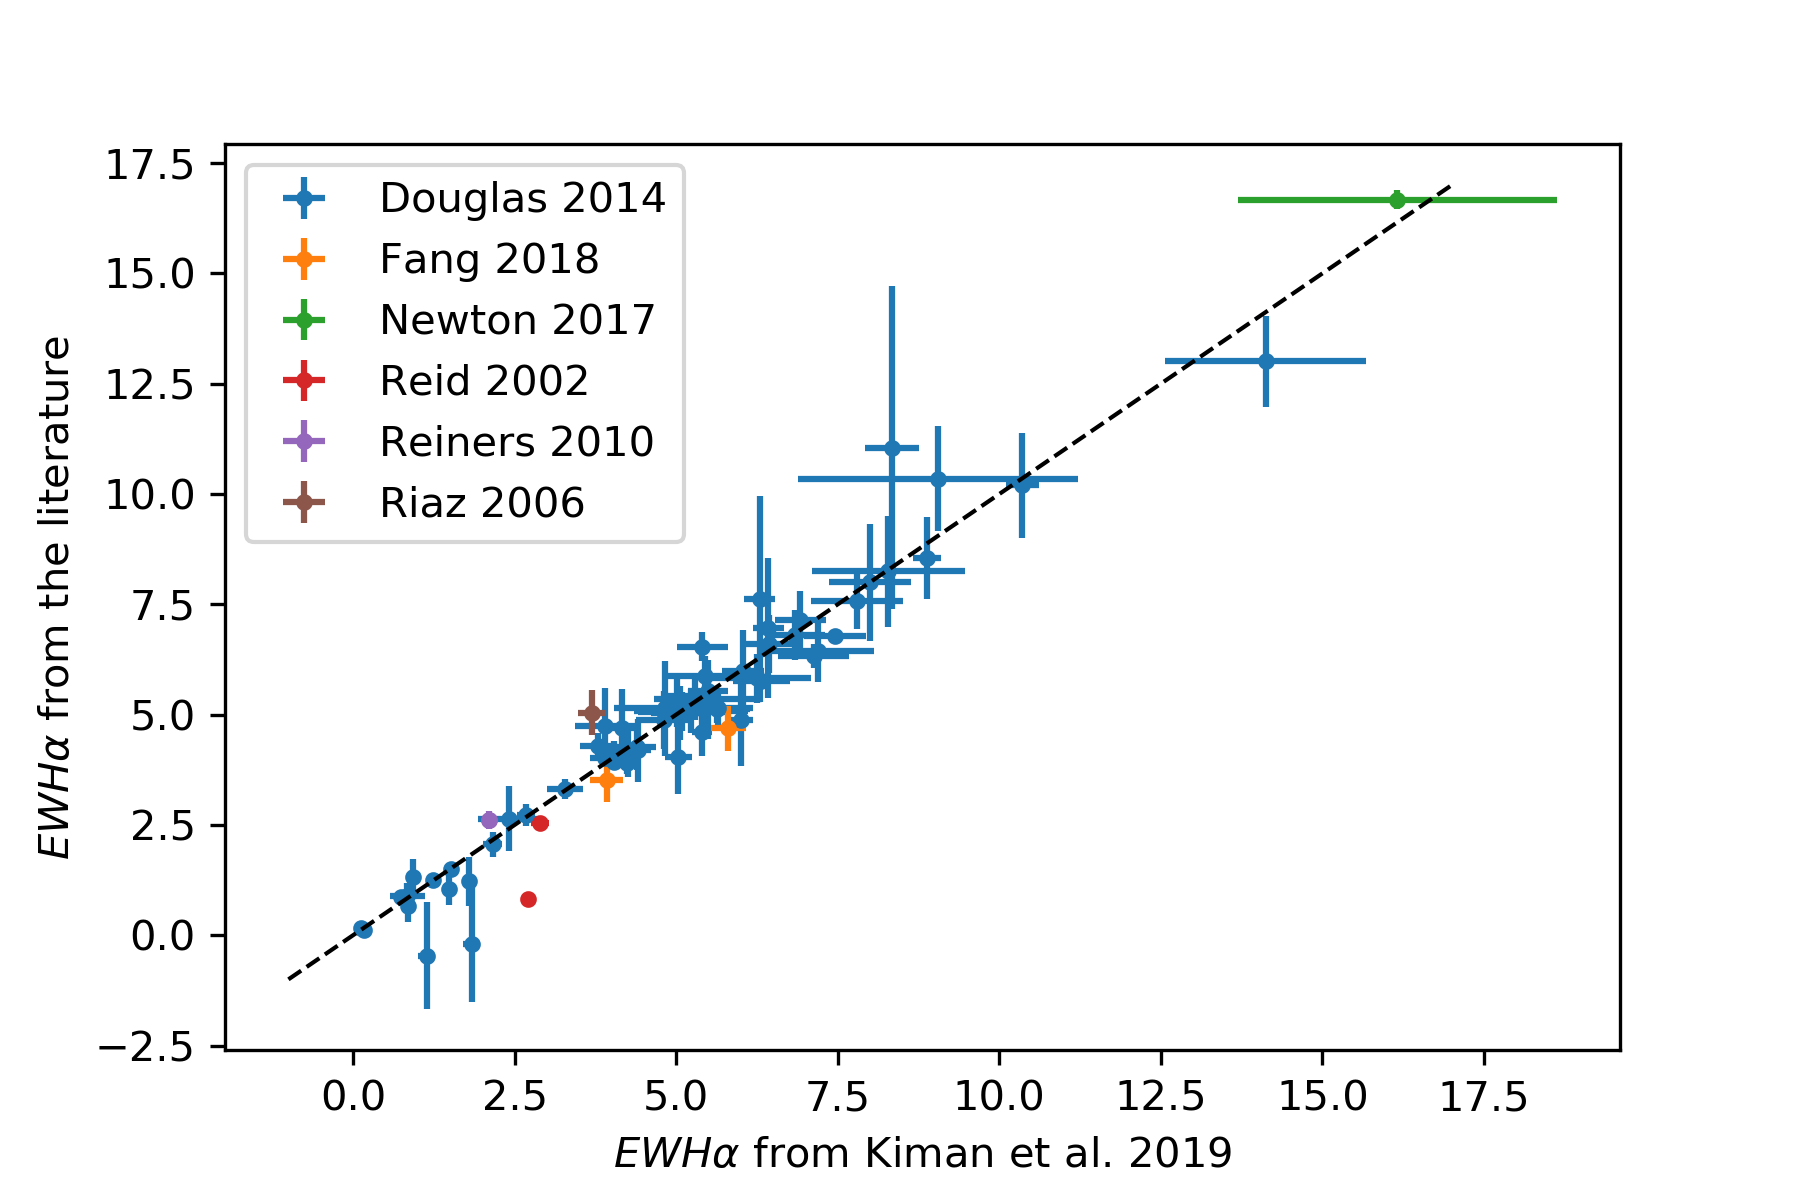 17.5
15.0
12.5
10.0
7.5
5.0
2.5
0.0
−2.5
EWHα from the literature
Douglas 2014
Fang 2018
Newton 2017
Reid 2002
Reiners 2010
Riaz 2006
0.0 2.5 5.0 7.5 10.0 12.5 15.0 17.5
EWHα from Kiman et al. 2019